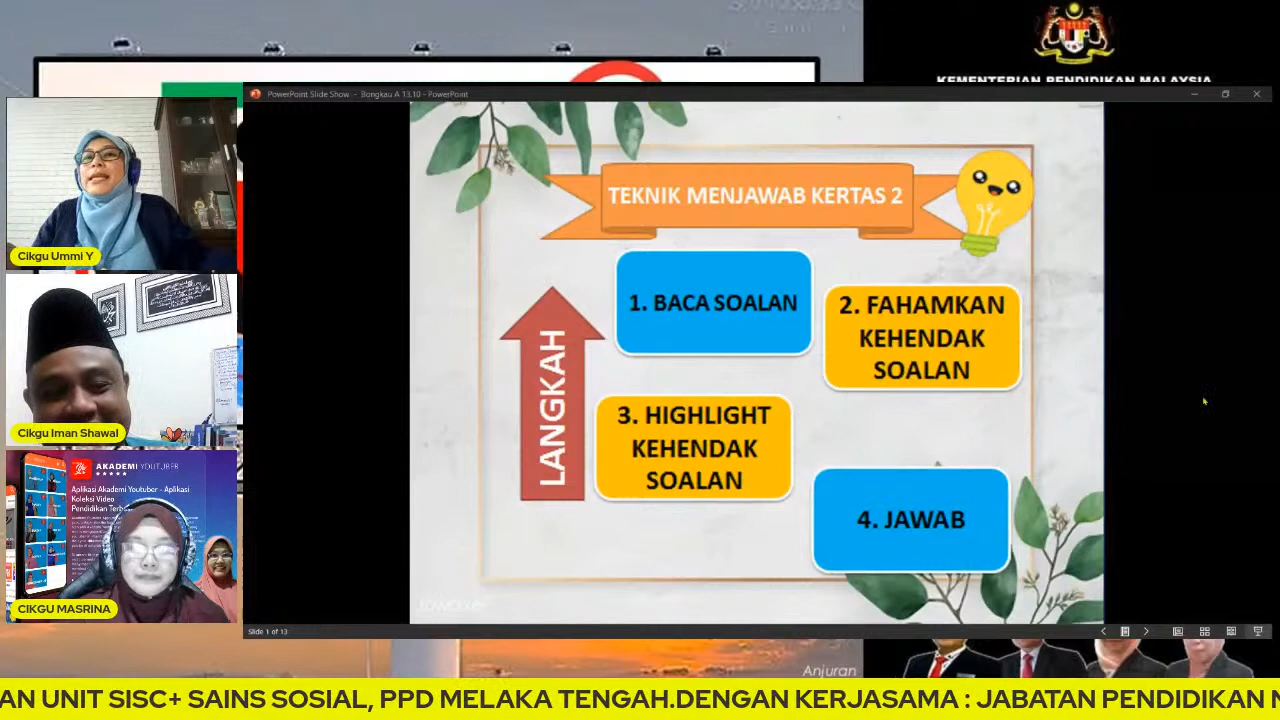 KEMENTERIAN PENDIDIKAN MALAYSIA
PowerPoint Slide Show - Bongkau A 13.10 - PowerPoint
TEKNIK MENJAWAB KERTAS 2
1. BACA SOALAN
2. FAHAMKAN
KEHENDAK
SOALAN
LANGKAH
3. HIGHLIGHT
KEHENDAK
SOALAN
4. JAWAB
Cikgu Ummi Y
Cikgu Iman Shawal
AKADEMI YOUTUBER
Aplikasi Akademi Youtuber - Aplikasi
Koleksi Video
CIKGU MASRINA
Slide 1 of 13
Anjuran
AN UNIT SISC+ SAINS SOSIAL, PPD MELAKA TENGAH.DENGAN KERJASAMA : JABATAN PENDIDIKAN